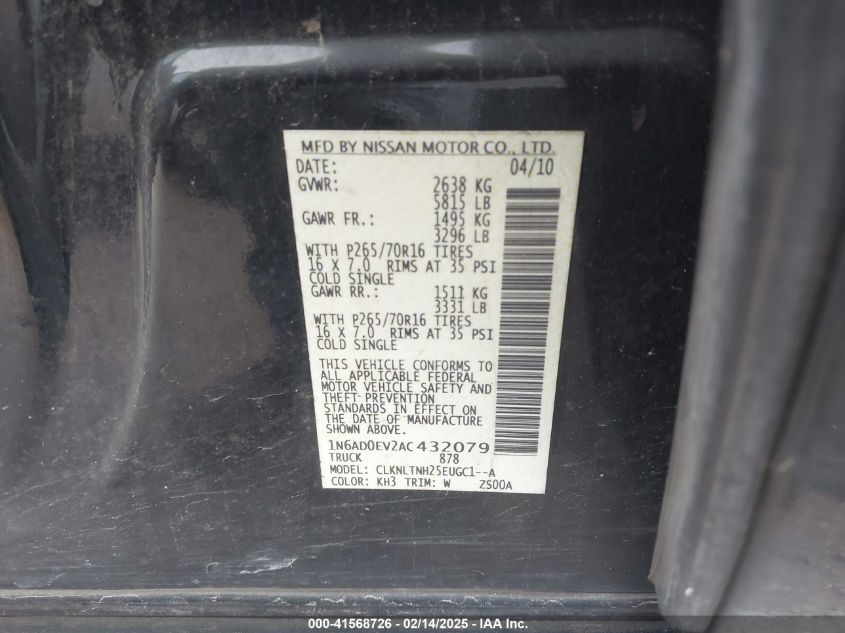 MFD BY NISSAN MOTOR CO., LTD.
DATE: 04/10
GVWR: 2638 KG
5815 LB
GAWR FR.: 1495 KG
3296 LB
WITH P265/70R16 TIRES
16 X 7.0 RIMS AT 35 PSI
COLD SINGLE
GAWR RR.: 1511 KG
3331 LB
WITH P265/70R16 TIRES
16 X 7.0 RIMS AT 35 PSI
COLD SINGLE
THIS VEHICLE CONFORMS TO
ALL APPLICABLE FEDERAL
MOTOR VEHICLE SAFETY AND
THEFT PREVENTION
STANDARDS IN EFFECT ON
THE DATE OF MANUFACTURE
SHOWN ABOVE.
1N6AD0EV2AC432079
TRUCK 878
MODEL: CLKNLTNH25EUGC1--A
COLOR: KH3 TRIM: W ZS00A
000-41568726 - 02/14/2025 - IAA Inc.